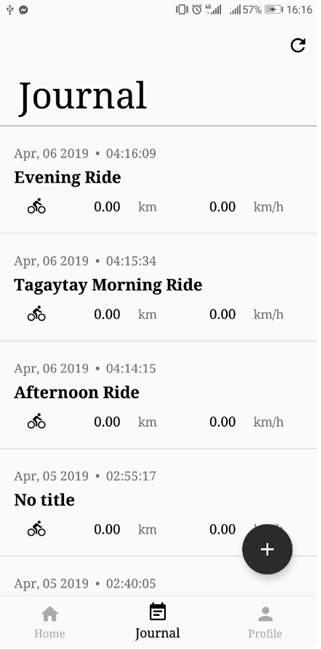 57% 16:16
Journal
Apr, 06 2019 • 04:16:09
Evening Ride
0.00 km 0.00 km/h
Apr, 06 2019 • 04:15:34
Tagaytay Morning Ride
0.00 km 0.00 km/h
Apr, 06 2019 • 04:14:15
Afternoon Ride
0.00 km 0.00 km/h
Apr, 05 2019 • 02:55:17
No title
0.00 km 0.00
+
Apr, 05 2019 • 02:40:05
Home Journal Profile